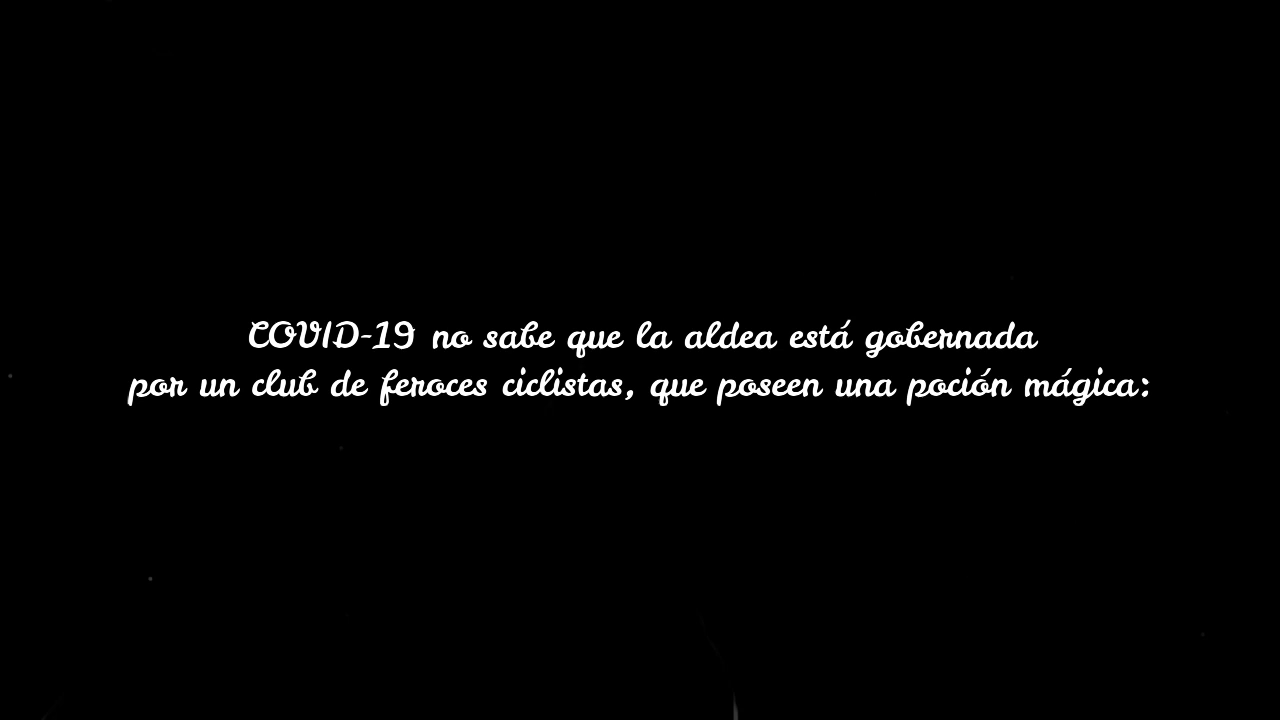 COVID-19 no sabe que la aldea está gobernada
por un club de feroces ciclistas, que poseen una poción mágica: